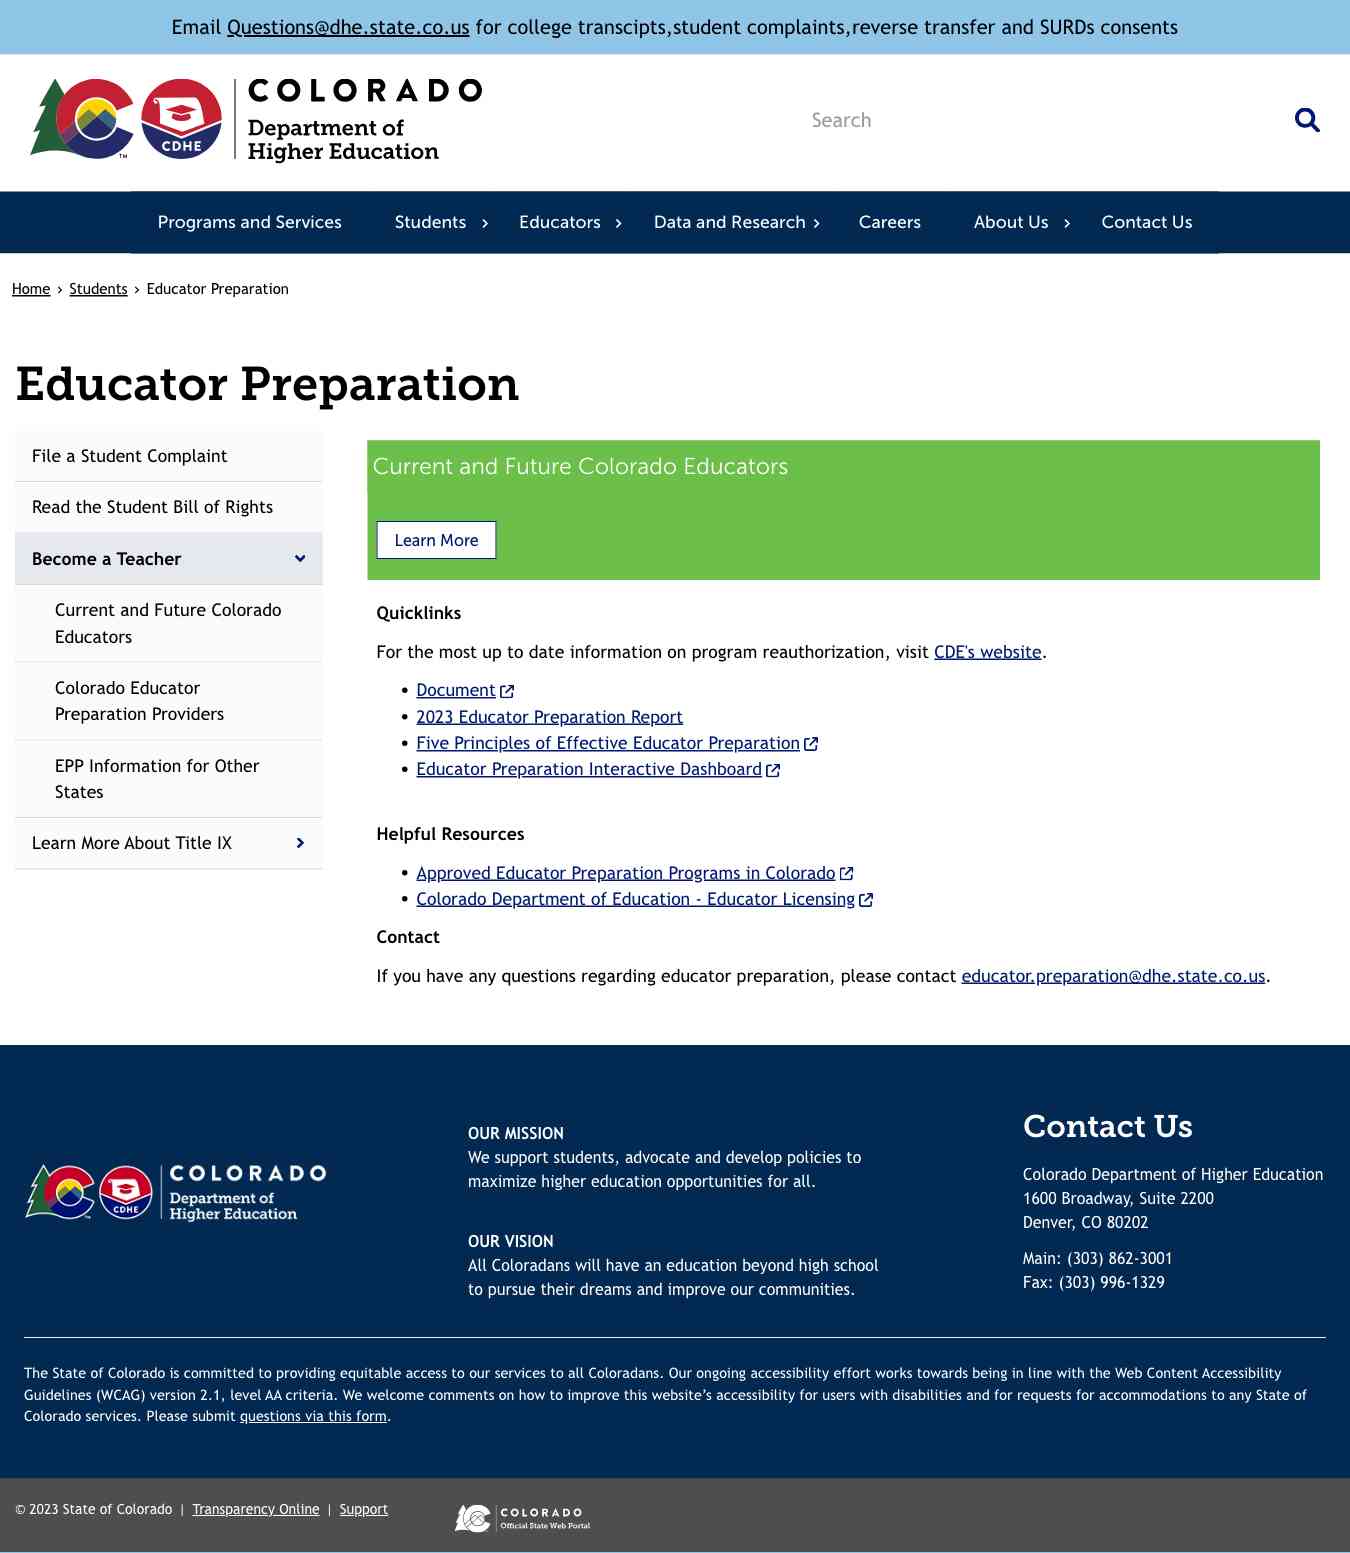 Email Questions@dhe.state.co.us for college transcipts,student complaints,reverse transfer and SURDs consents
COLORADO
Department of
Higher Education
CDHE
TM
Search
Programs and Services Students Educators Data and Research Careers About Us Contact Us
Home › Students › Educator Preparation
Educator Preparation
File a Student Complaint
Read the Student Bill of Rights
Become a Teacher
Current and Future Colorado
Educators
Colorado Educator
Preparation Providers
EPP Information for Other
States
Learn More About Title IX
Current and Future Colorado Educators
Learn More
Quicklinks
For the most up to date information on program reauthorization, visit CDE's website.
• Document
• 2023 Educator Preparation Report
• Five Principles of Effective Educator Preparation
• Educator Preparation Interactive Dashboard
Helpful Resources
• Approved Educator Preparation Programs in Colorado
• Colorado Department of Education - Educator Licensing
Contact
If you have any questions regarding educator preparation, please contact educator.preparation@dhe.state.co.us.
COLORADO
Department of
Higher Education
CDHE
TM
OUR MISSION
We support students, advocate and develop policies to
maximize higher education opportunities for all.
OUR VISION
All Coloradans will have an education beyond high school
to pursue their dreams and improve our communities.
Contact Us
Colorado Department of Higher Education
1600 Broadway, Suite 2200
Denver, CO 80202
Main: (303) 862-3001
Fax: (303) 996-1329
The State of Colorado is committed to providing equitable access to our services to all Coloradans. Our ongoing accessibility effort works towards being in line with the Web Content Accessibility
Guidelines (WCAG) version 2.1, level AA criteria. We welcome comments on how to improve this website’s accessibility for users with disabilities and for requests for accommodations to any State of
Colorado services. Please submit questions via this form.
© 2023 State of Colorado | Transparency Online | Support
COLORADO
Official State Web Portal